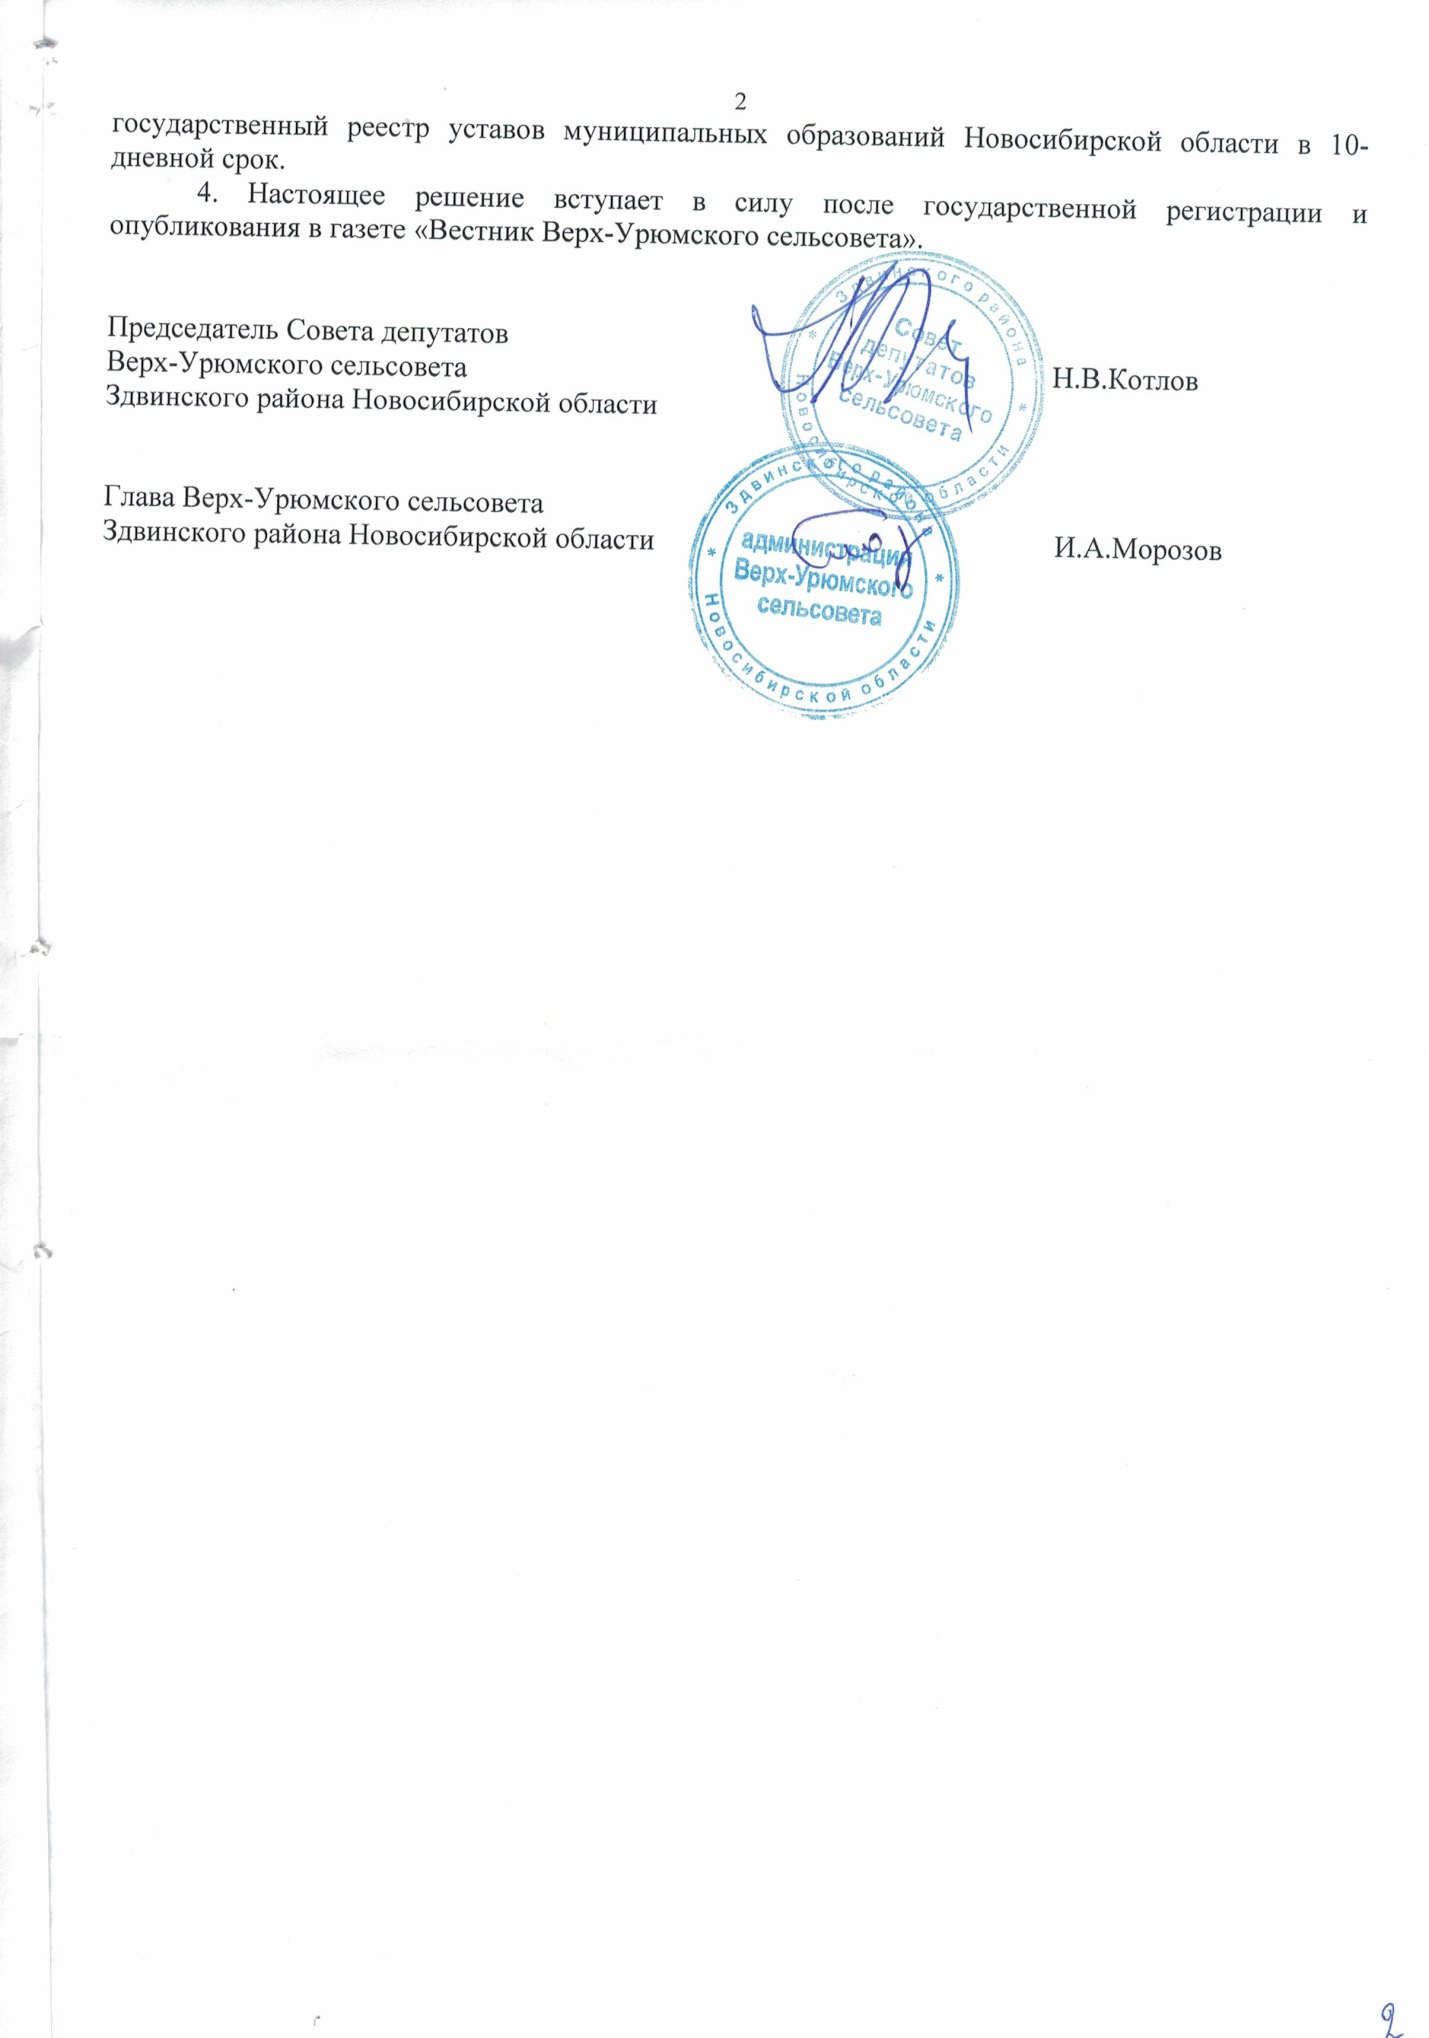 2
государственный реестр уставов муниципальных образований Новосибирской области в 10-
дневной срок.
4. Настоящее решение вступает в силу после государственной регистрации и
опубликования в газете «Вестник Верх-Урюмского сельсовета».
Председатель Совета депутатов
Верх-Урюмского сельсовета
Здвинского района Новосибирской области
Н.В.Котлов
Здвинского района
Новосибирской области
Совет
депутатов
Верх-Урюмского
сельсовета
Глава Верх-Урюмского сельсовета
Здвинского района Новосибирской области
И.А.Морозов
Здвинского района
Новосибирской области
администрация
Верх-Урюмского
сельсовета
2